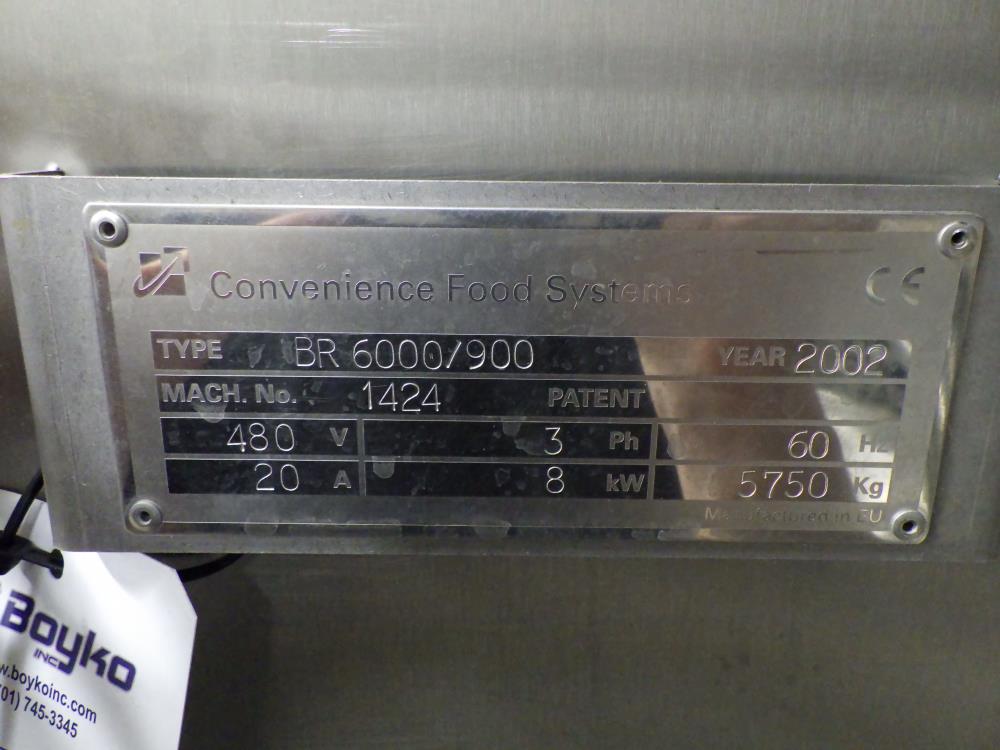 Convenience Food Systems
CE
TYPE BR 6000/900 YEAR 2002
MACH. No. 1424 PATENT
480 V 3 Ph 60 Hz
20 A 8 kW 5750 Kg
Manufactured in EU
Boyko
INC
w.boykoinc.com
01) 745-3345